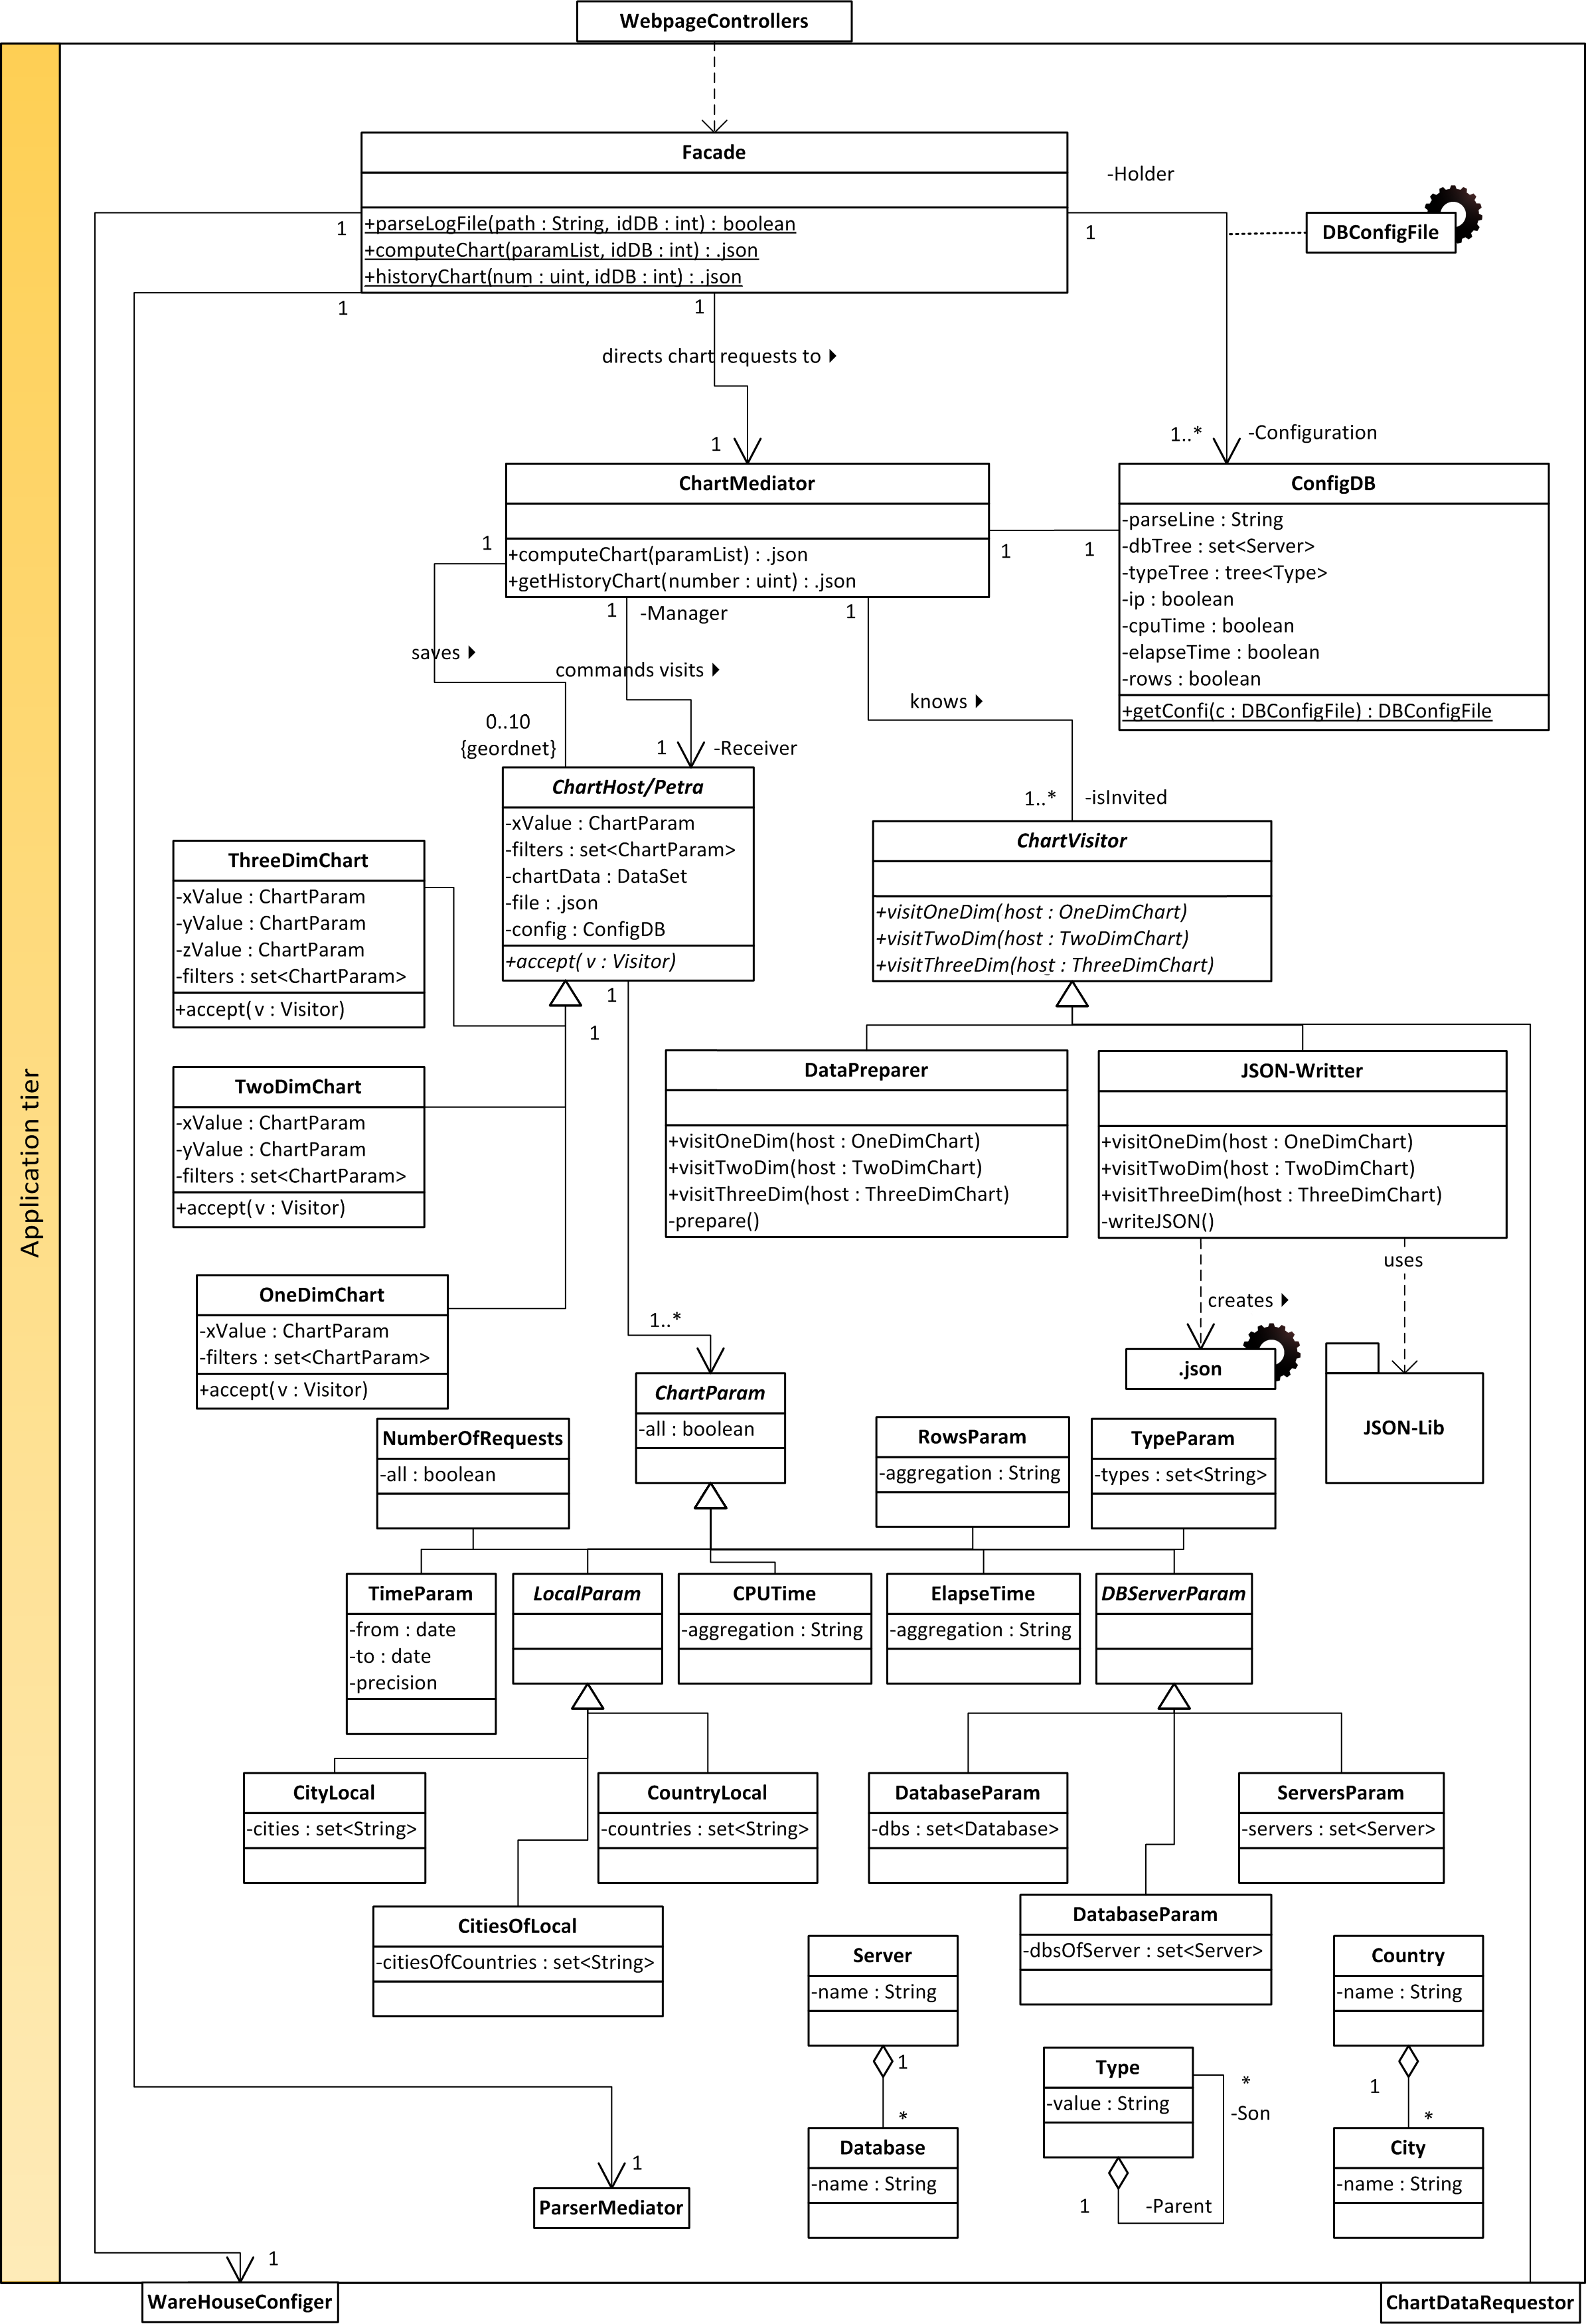 WebpageControllers
Application tier
Facade
+parseLogFile(path : String, idDB : int) : boolean
+computeChart(paramList, idDB : int) : .json
+historyChart(num : uint, idDB : int) : .json
-Holder
1
1
1
1
DBConfigFile
directs chart requests to
1
1..*
-Configuration
ChartMediator
+computeChart(paramList) : .json
+getHistoryChart(number : uint) : .json
1
1
1
ConfigDB
-parseLine : String
-dbTree : set<Server>
-typeTree : tree<Type>
-ip : boolean
-cpuTime : boolean
-elapseTime : boolean
-rows : boolean
+getConfi(c : DBConfigFile) : DBConfigFile
1
-Manager
1
saves
commands visits
knows
0..10
{geordnet}
1
-Receiver
1..*
-isInvited
ChartHost/Petra
-xValue : ChartParam
-filters : set<ChartParam>
-chartData : DataSet
-file : .json
-config : ConfigDB
+accept( v : Visitor)
ChartVisitor
+visitOneDim(host : OneDimChart)
+visitTwoDim(host : TwoDimChart)
+visitThreeDim(host : ThreeDimChart)
ThreeDimChart
-xValue : ChartParam
-yValue : ChartParam
-zValue : ChartParam
-filters : set<ChartParam>
+accept( v : Visitor)
1
1
TwoDimChart
-xValue : ChartParam
-yValue : ChartParam
-filters : set<ChartParam>
+accept( v : Visitor)
DataPreparer
+visitOneDim(host : OneDimChart)
+visitTwoDim(host : TwoDimChart)
+visitThreeDim(host : ThreeDimChart)
-prepare()
JSON-Writter
+visitOneDim(host : OneDimChart)
+visitTwoDim(host : TwoDimChart)
+visitThreeDim(host : ThreeDimChart)
-writeJSON()
uses
creates
OneDimChart
-xValue : ChartParam
-filters : set<ChartParam>
+accept( v : Visitor)
1..*
.json
JSON-Lib
ChartParam
-all : boolean
NumberOfRequests
-all : boolean
RowsParam
-aggregation : String
TypeParam
-types : set<String>
TimeParam
-from : date
-to : date
-precision
LocalParam
CPUTime
-aggregation : String
ElapseTime
-aggregation : String
DBServerParam
CityLocal
-cities : set<String>
CountryLocal
-countries : set<String>
DatabaseParam
-dbs : set<Database>
ServersParam
-servers : set<Server>
CitiesOfLocal
-citiesOfCountries : set<String>
DatabaseParam
-dbsOfServer : set<Server>
Server
-name : String
Country
-name : String
1
*
Database
-name : String
Type
-value : String
*
-Son
1
-Parent
1
*
City
-name : String
1
ParserMediator
1
WareHouseConfiger
ChartDataRequestor